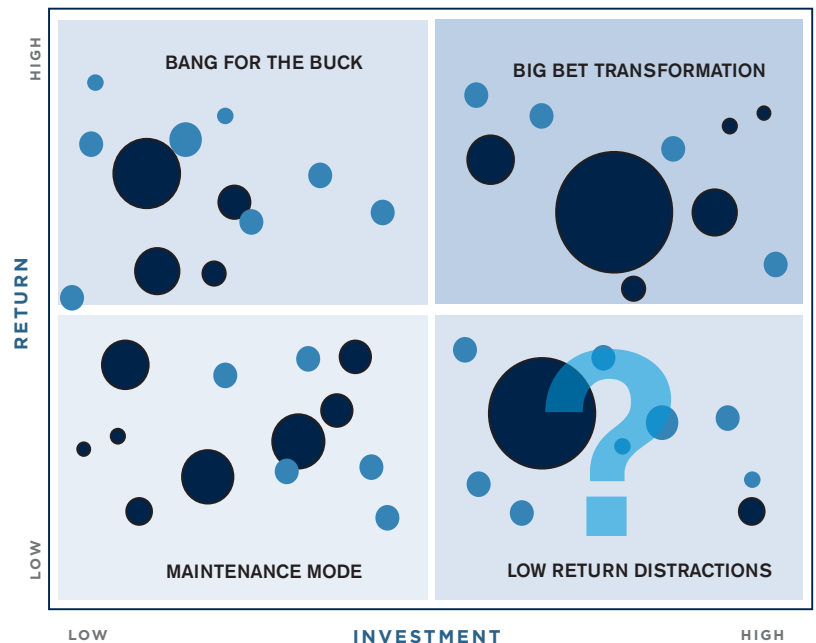 HIGH
BANG FOR THE BUCK
BIG BET TRANSFORMATION
RETURN
?
MAINTENANCE MODE
LOW RETURN DISTRACTIONS
LOW
LOW
INVESTMENT
HIGH